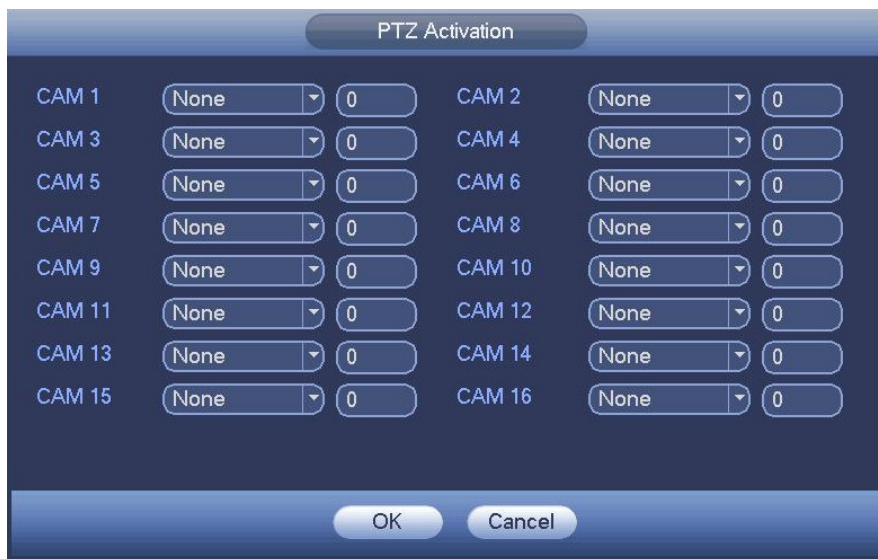 PTZ Activation
CAM 1 None 0 CAM 2 None 0
CAM 3 None 0 CAM 4 None 0
CAM 5 None 0 CAM 6 None 0
CAM 7 None 0 CAM 8 None 0
CAM 9 None 0 CAM 10 None 0
CAM 11 None 0 CAM 12 None 0
CAM 13 None 0 CAM 14 None 0
CAM 15 None 0 CAM 16 None 0
OK Cancel